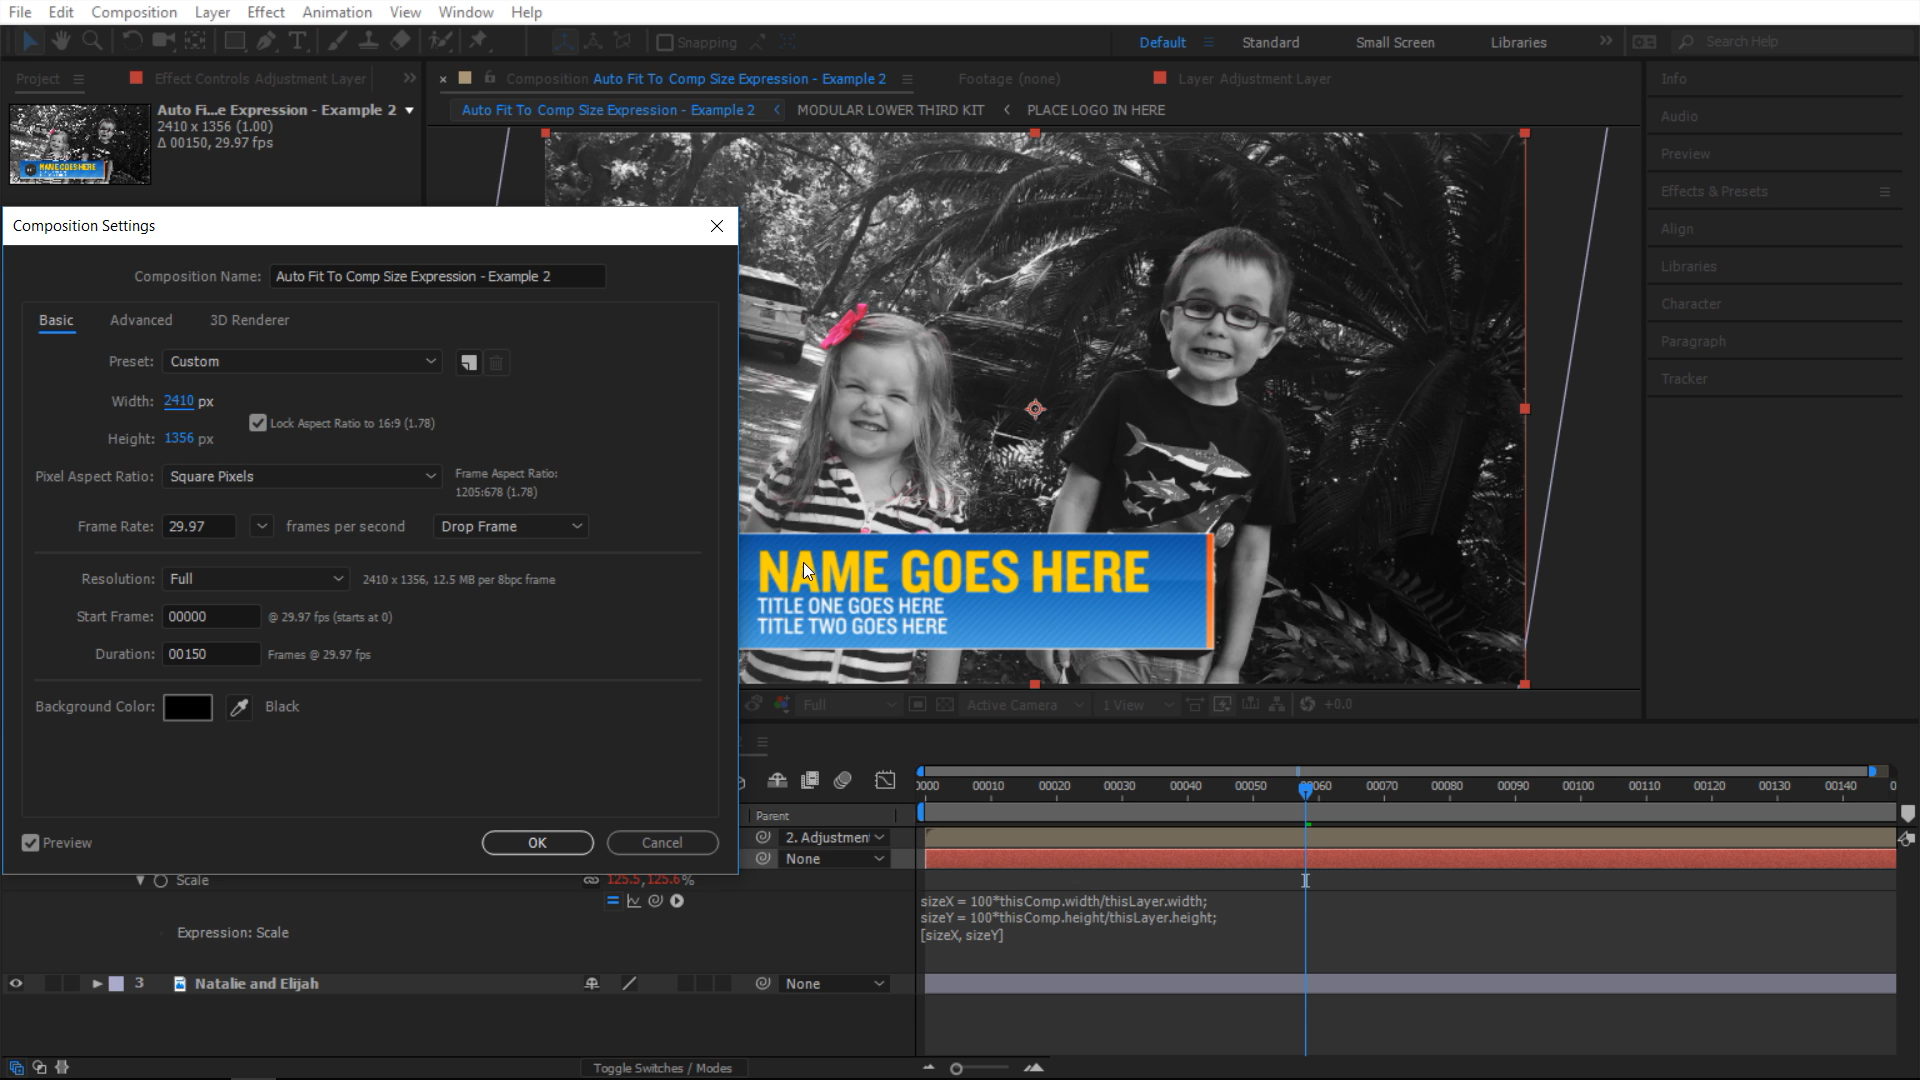 File Edit Composition Layer Effect Animation View Window Help
Snapping
Default Standard Small Screen Libraries Search Help
Project Effect Controls Adjustment Layer
Composition Auto Fit To Comp Size Expression - Example 2 Footage (none) Layer Adjustment Layer
Auto Fi...e Expression - Example 2
2410 x 1356 (1.00)
Δ 00150, 29.97 fps
Auto Fit To Comp Size Expression - Example 2 MODULAR LOWER THIRD KIT PLACE LOGO IN HERE
Info
Audio
Preview
Effects & Presets
Align
Libraries
Character
Paragraph
Tracker
NAME GOES HERE
Composition Settings
Composition Name: Auto Fit To Comp Size Expression - Example 2
Basic Advanced 3D Renderer
Preset: Custom
Width: 2410 px
Lock Aspect Ratio to 16:9 (1.78)
Height: 1356 px
Pixel Aspect Ratio: Square Pixels
Frame Aspect Ratio:
1205:678 (1.78)
Frame Rate: 29.97 frames per second Drop Frame
Resolution: Full 2410 x 1356, 12.5 MB per 8bpc frame
Start Frame: 00000 @ 29.97 fps (starts at 0)
Duration: 00150 Frames @ 29.97 fps
Background Color: Black
Preview OK Cancel
NAME GOES HERE
TITLE ONE GOES HERE
TITLE TWO GOES HERE
Full Active Camera 1 View +0.0
0000 00010 00020 00030 00040 00050 00060 00070 00080 00090 00100 00110 00120 00130 00140 0
Parent
2. Adjustmen
None
Scale 125.5,125.6%
sizeX = 100*thisComp.width/thisLayer.width;
sizeY = 100*thisComp.height/thisLayer.height;
[sizeX, sizeY]
Expression: Scale
3 Natalie and Elijah None
Toggle Switches / Modes